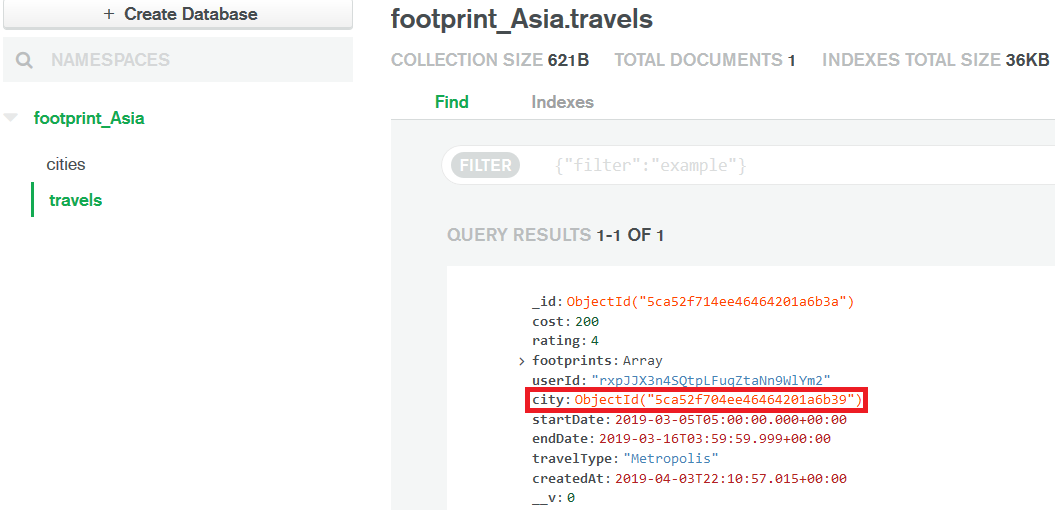 + Create Database
NAMESPACES
footprint_Asia
cities
travels
footprint_Asia.travels
COLLECTION SIZE 621B TOTAL DOCUMENTS 1 INDEXES TOTAL SIZE 36KB
Find Indexes
FILTER {"filter":"example"}
QUERY RESULTS 1-1 OF 1
_id: ObjectId("5ca52f714ee46464201a6b3a")
cost: 200
rating: 4
> footprints: Array
userId: "rxpJJX3n4SQtpLFuqZtaNn9WlYm2"
city: ObjectId("5ca52f704ee46464201a6b39")
startDate: 2019-03-05T05:00:00.000+00:00
endDate: 2019-03-16T03:59:59.999+00:00
travelType: "Metropolis"
createdAt: 2019-04-03T22:10:57.015+00:00
__v: 0